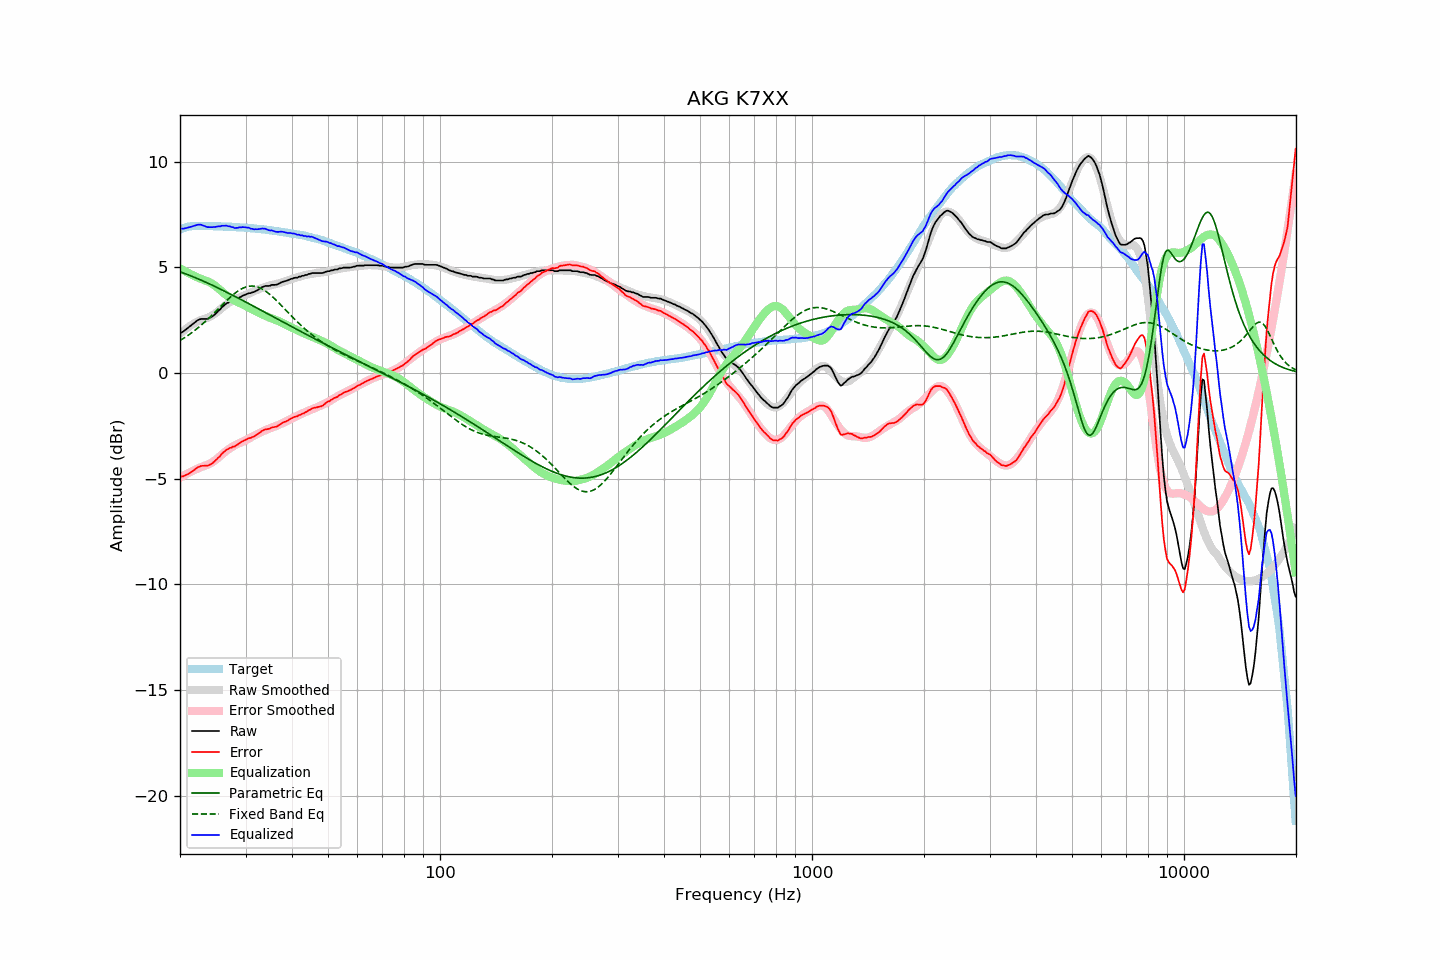 AKG K7XX
10
5
0
−5
−10
−15
−20
Amplitude (dBr)
Target
Raw Smoothed
Error Smoothed
Raw
Error
Equalization
Parametric Eq
Fixed Band Eq
Equalized
100
1000
10000
Frequency (Hz)